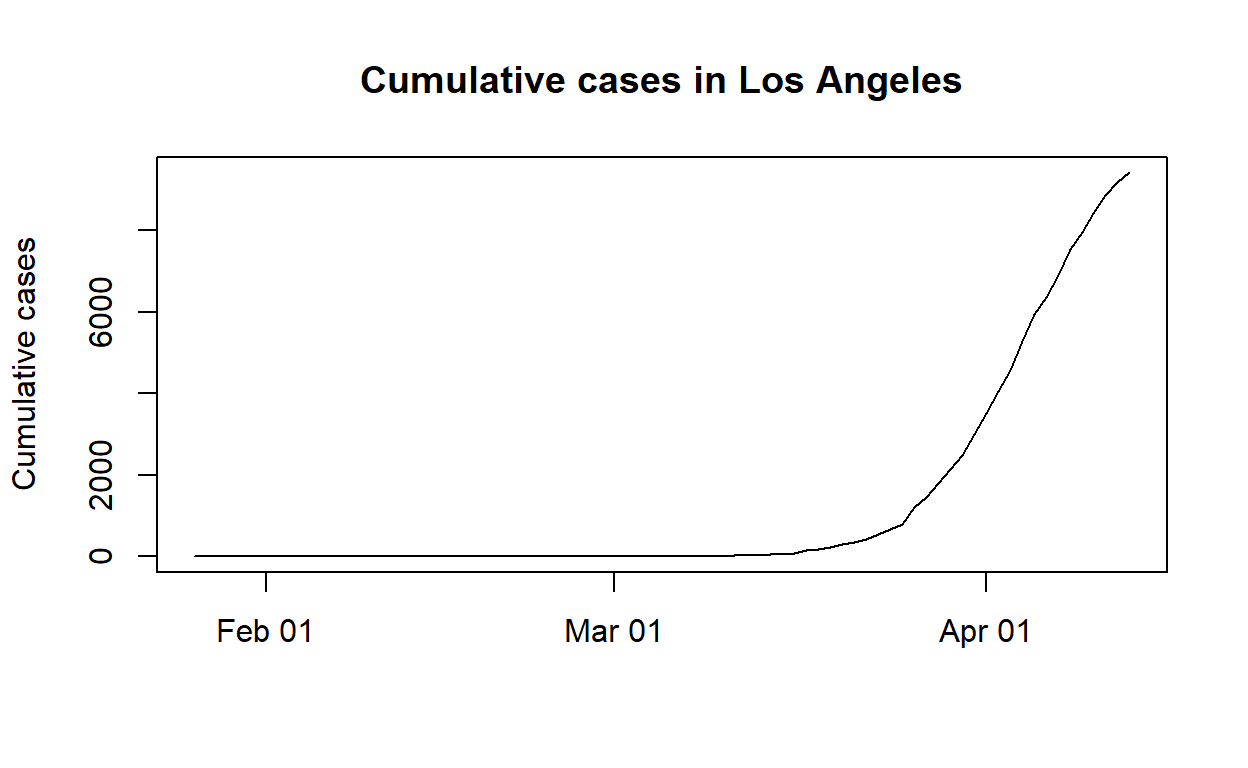 Cumulative cases in Los Angeles
Cumulative cases
6000
2000
0
Feb 01
Mar 01
Apr 01